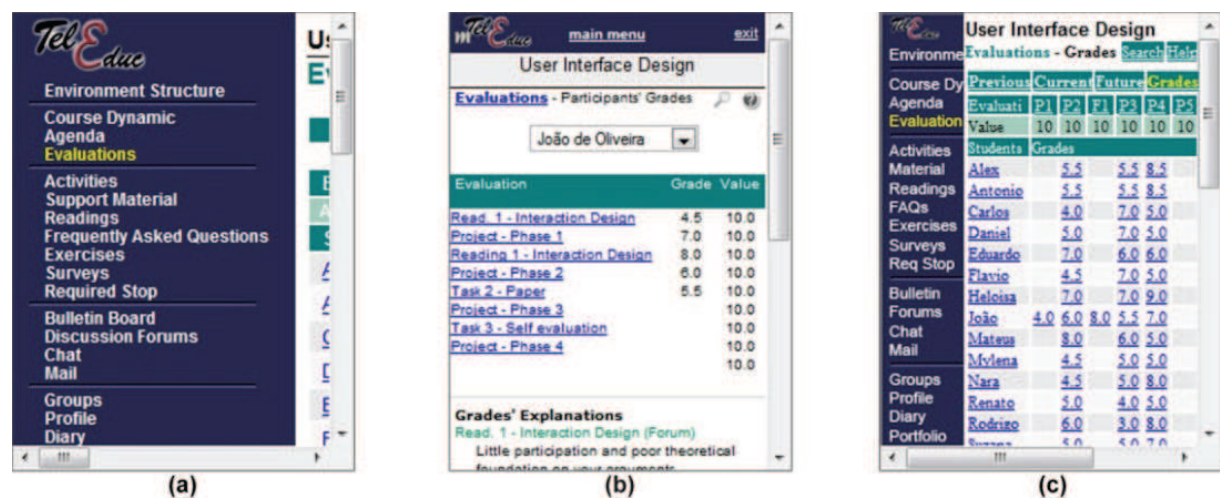 Tel Educ
Environment Structure
Course Dynamic
Agenda
Evaluations
Activities
Support Material
Readings
Frequently Asked Questions
Exercises
Surveys
Required Stop
Bulletin Board
Discussion Forums
Chat
Mail
Groups
Profile
Diary
(a)
mTelEduc main menu exit
User Interface Design
Evaluations - Participants' Grades
João de Oliveira
Evaluation Grade Value
Read. 1 - Interaction Design 4.5 10.0
Project - Phase 1 7.0 10.0
Reading 1 - Interaction Design 8.0 10.0
Project - Phase 2 6.0 10.0
Task 2 - Paper 5.5 10.0
Project - Phase 3 10.0
Task 3 - Self evaluation 10.0
Project - Phase 4 10.0
10.0
Grades' Explanations
Read. 1 - Interaction Design (Forum)
Little participation and poor theoretical
foundation on your arguments
(b)
TelEduc
Environme
Course Dy
Agenda
Evaluation
Activities
Material
Readings
FAQs
Exercises
Surveys
Req Stop
Bulletin
Forums
Chat
Mail
Groups
Profile
Diary
Portfolio
User Interface Design
Evaluations - Grades Search Help
Previous Current Future Grades
Evaluati P1 P2 F1 P3 P4 P5
Value 10 10 10 10 10 10
Students Grades
Alex 5.5 5.5 8.5
Antonio 5.5 5.5 8.5
Carlos 4.0 7.0 5.0
Daniel 5.0 7.0 5.0
Eduardo 7.0 6.0 6.0
Flavio 4.5 7.0 5.0
Heloisa 7.0 7.0 9.0
João 4.0 6.0 8.0 5.5 7.0
Mateus 8.0 6.0 5.0
Mylena 4.5 5.0 5.0
Nara 4.5 5.0 8.0
Renato 5.0 4.0 5.0
Rodrigo 6.0 3.0 8.0
5.0 5.0 7.0
(c)